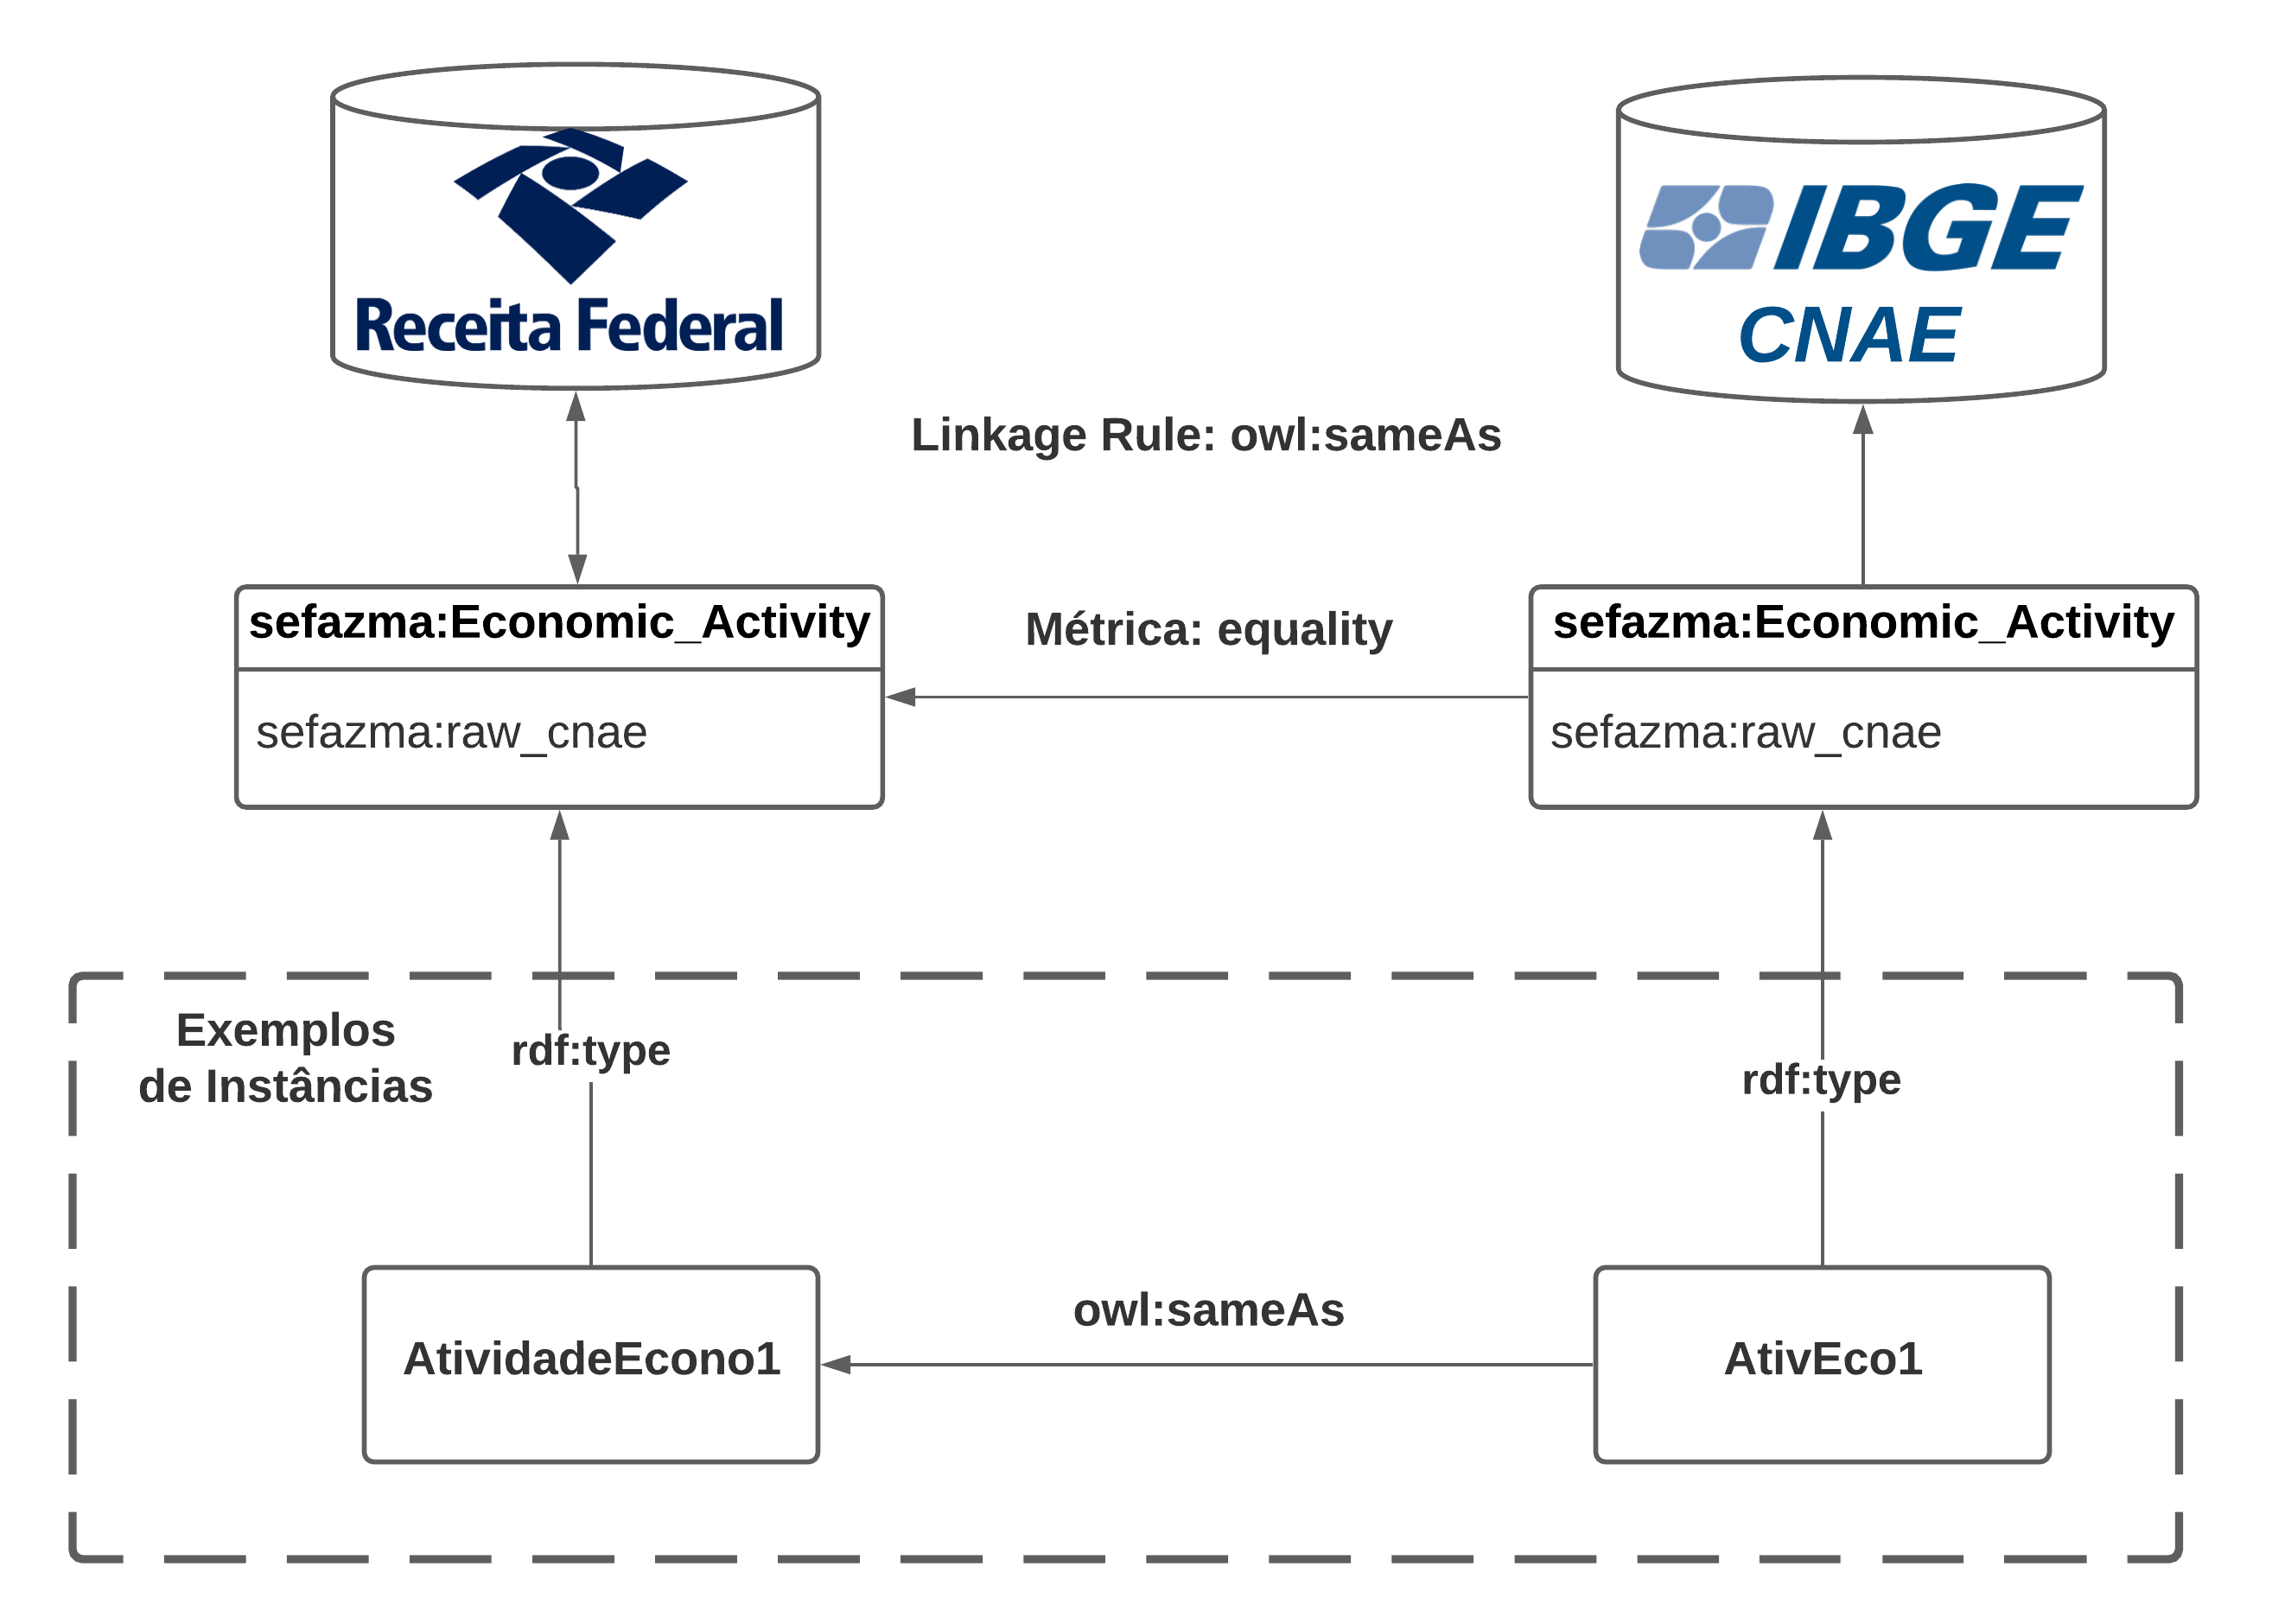 Receita Federal
IBGE
CNAE
Linkage Rule: owl:sameAs
sefazma:Economic_Activity
sefazma:raw_cnae
Métrica: equality
sefazma:Economic_Activity
sefazma:raw_cnae
Exemplos
de Instâncias
rdf:type
rdf:type
AtividadeEcono1
owl:sameAs
AtivEco1